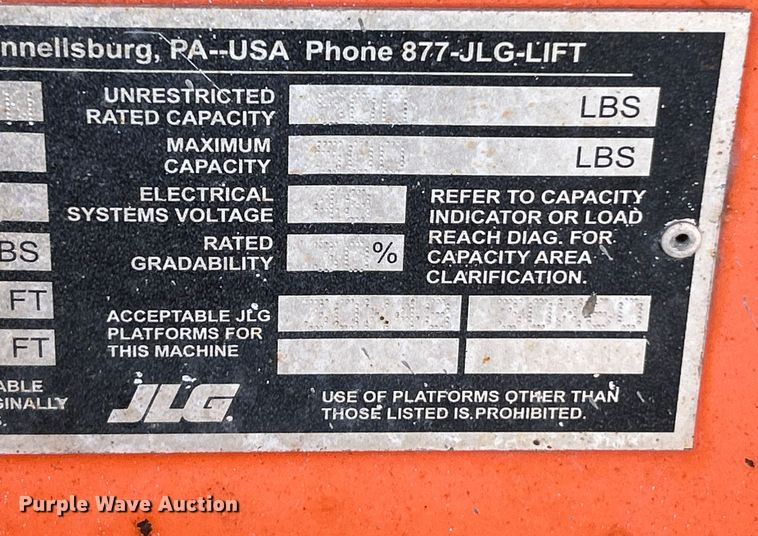 nnellsburg, PA--USA Phone 877-JLG-LIFT
UNRESTRICTED
RATED CAPACITY
500 LBS
MAXIMUM
CAPACITY
500 LBS
ELECTRICAL
SYSTEMS VOLTAGE
RATED
GRADABILITY
%
REFER TO CAPACITY
INDICATOR OR LOAD
REACH DIAG. FOR
CAPACITY AREA
CLARIFICATION.
BS
FT
FT
ACCEPTABLE JLG
PLATFORMS FOR
THIS MACHINE
ABLE
GINALLY
JLG
USE OF PLATFORMS OTHER THAN
THOSE LISTED IS PROHIBITED.
Purple Wave Auction